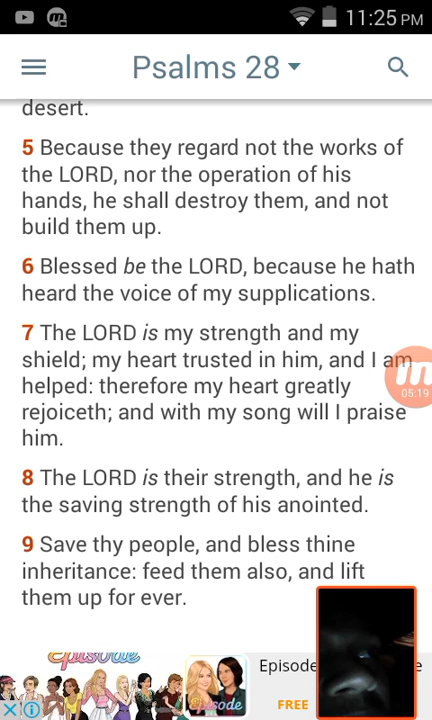 11:25 PM
Psalms 28
desert.
5 Because they regard not the works of
the LORD, nor the operation of his
hands, he shall destroy them, and not
build them up.
6 Blessed be the LORD, because he hath
heard the voice of my supplications.
7 The LORD is my strength and my
shield; my heart trusted in him, and I am
helped: therefore my heart greatly
rejoiceth; and with my song will I praise
him.
05:19
8 The LORD is their strength, and he is
the saving strength of his anointed.
9 Save thy people, and bless thine
inheritance: feed them also, and lift
them up for ever.
Episode
Episode
Episode e
FREE